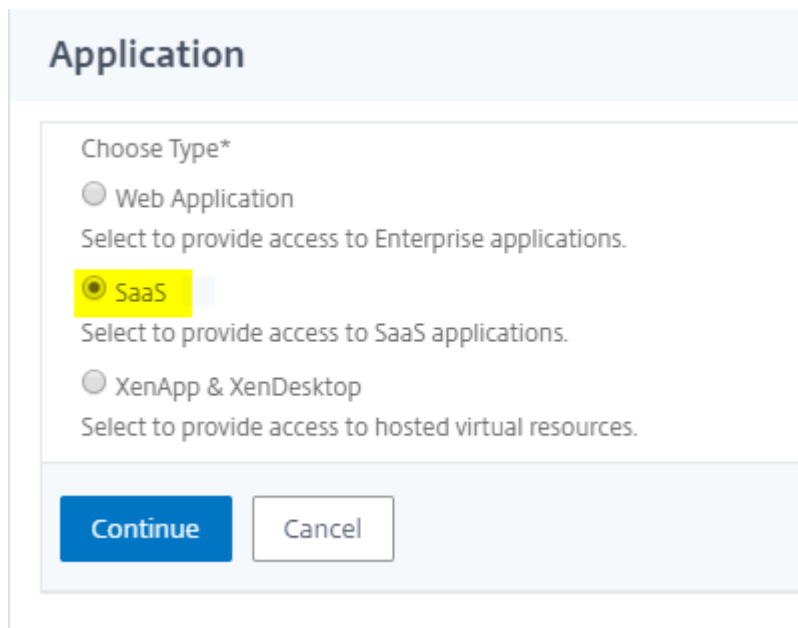 Application
Choose Type*
Web Application
Select to provide access to Enterprise applications.
SaaS
Select to provide access to SaaS applications.
XenApp & XenDesktop
Select to provide access to hosted virtual resources.
Continue Cancel